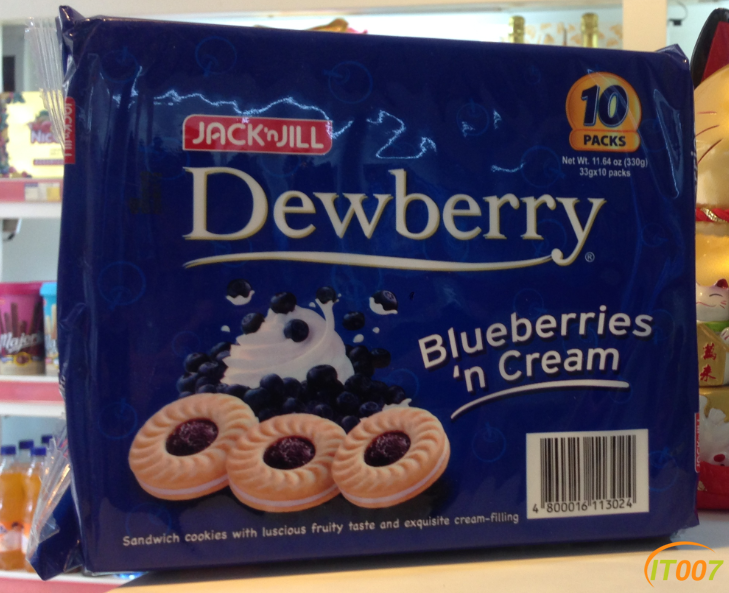 JACK'n JILL
Dewberry®
10
PACKS
Net Wt. 11.64 oz (330g)
33gx10 packs
Blueberries
'n Cream
4 800016 113024
Sandwich cookies with luscious fruity taste and exquisite cream-filling
IT007